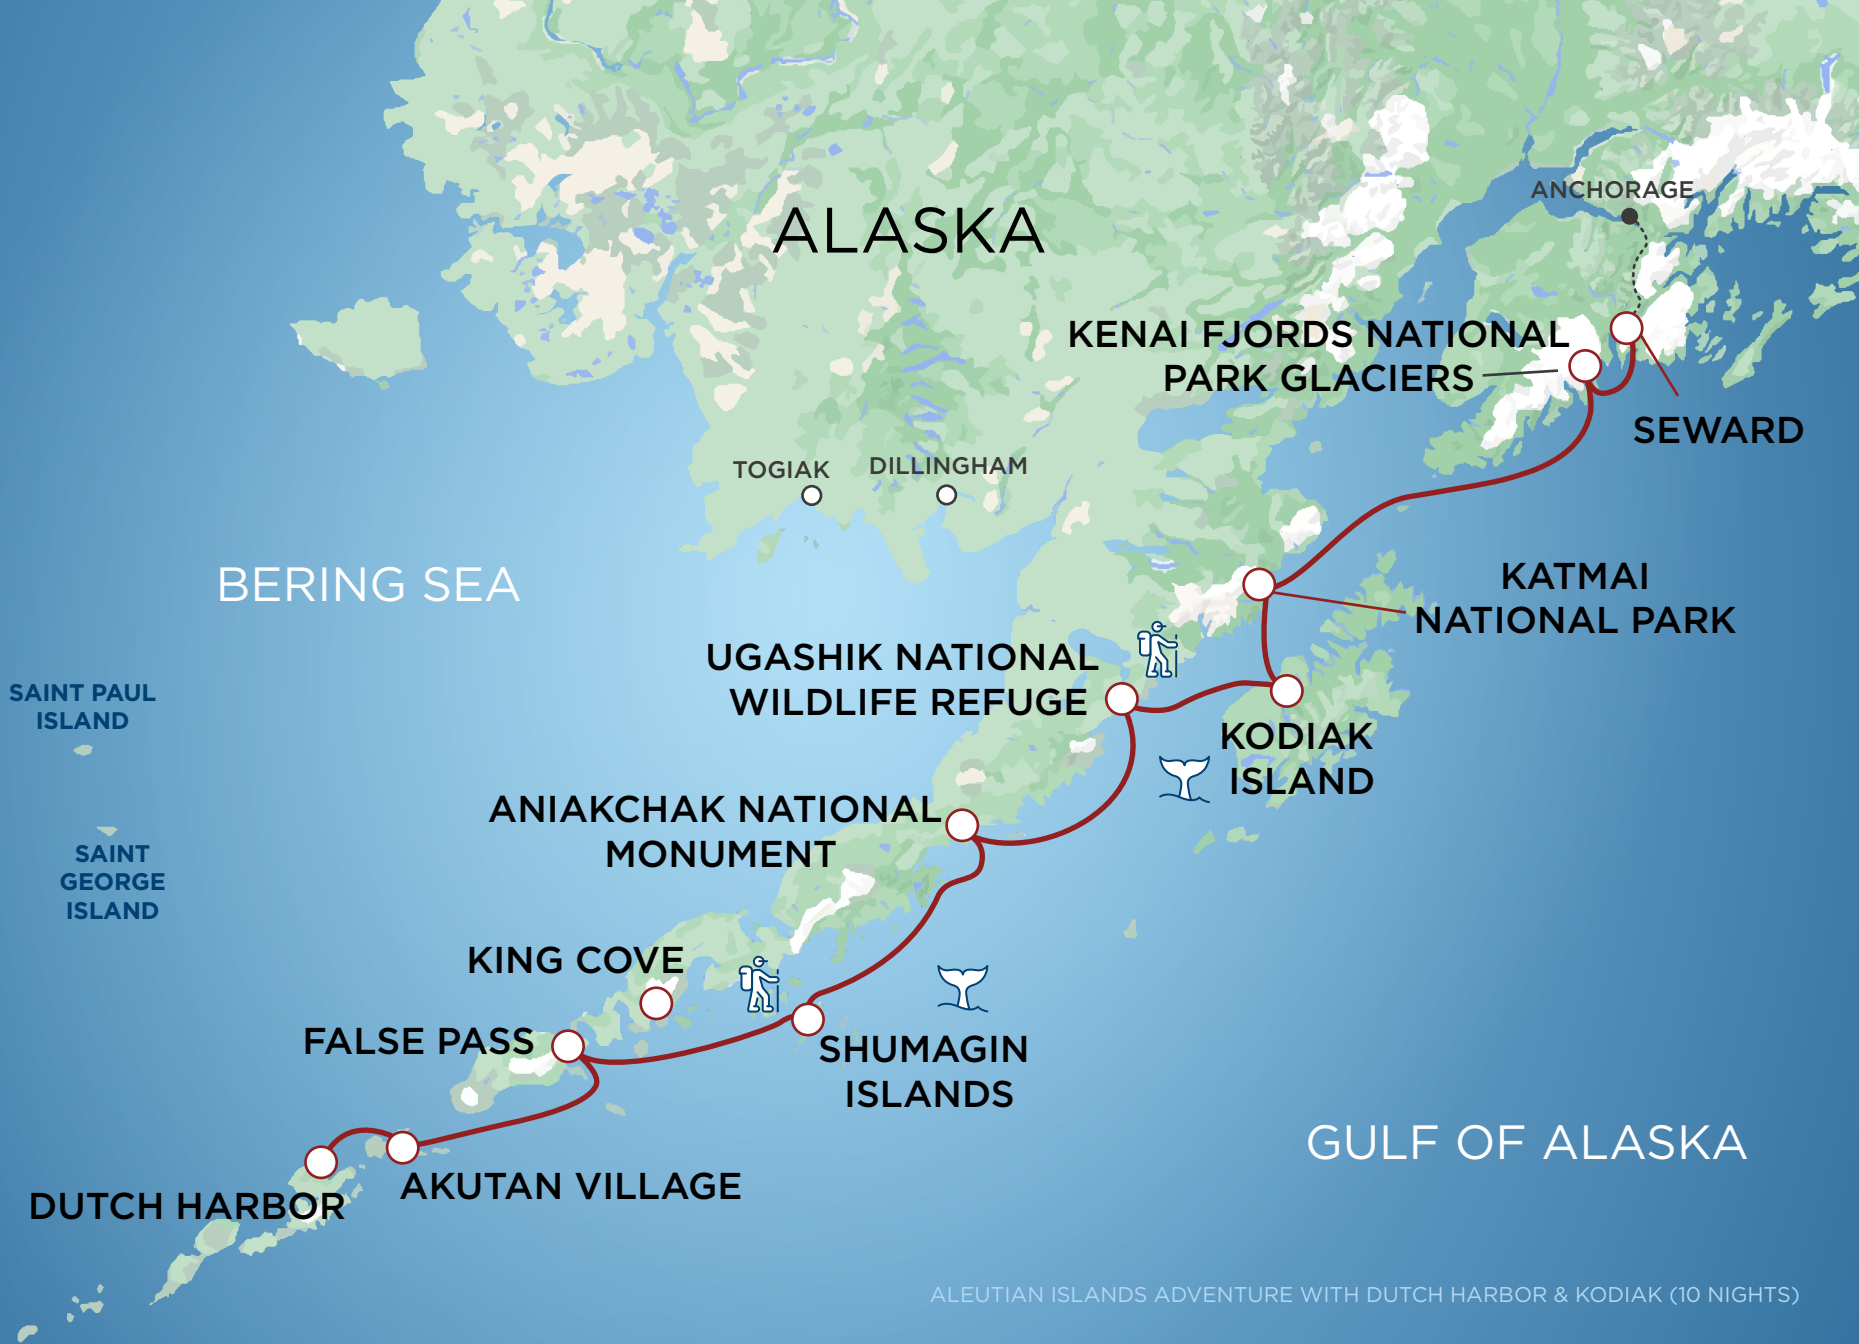 ANCHORAGE
ALASKA
KENAI FJORDS NATIONAL
PARK GLACIERS
SEWARD
TOGIAK
DILLINGHAM
BERING SEA
KATMAI
NATIONAL PARK
UGASHIK NATIONAL
WILDLIFE REFUGE
SAINT PAUL
ISLAND
KODIAK
ISLAND
ANIAKCHAK NATIONAL
MONUMENT
SAINT
GEORGE
ISLAND
KING COVE
FALSE PASS
SHUMAGIN
ISLANDS
GULF OF ALASKA
AKUTAN VILLAGE
DUTCH HARBOR
ALEUTIAN ISLANDS ADVENTURE WITH DUTCH HARBOR & KODIAK (10 NIGHTS)